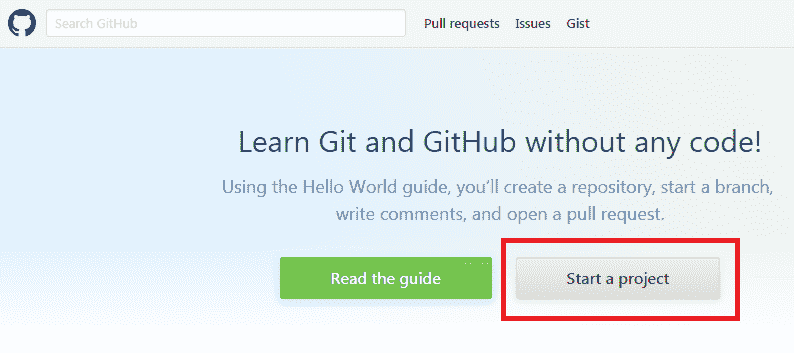 Search GitHub
Pull requests Issues Gist
Learn Git and GitHub without any code!
Using the Hello World guide, you'll create a repository, start a branch,
write comments, and open a pull request.
Read the guide
Start a project